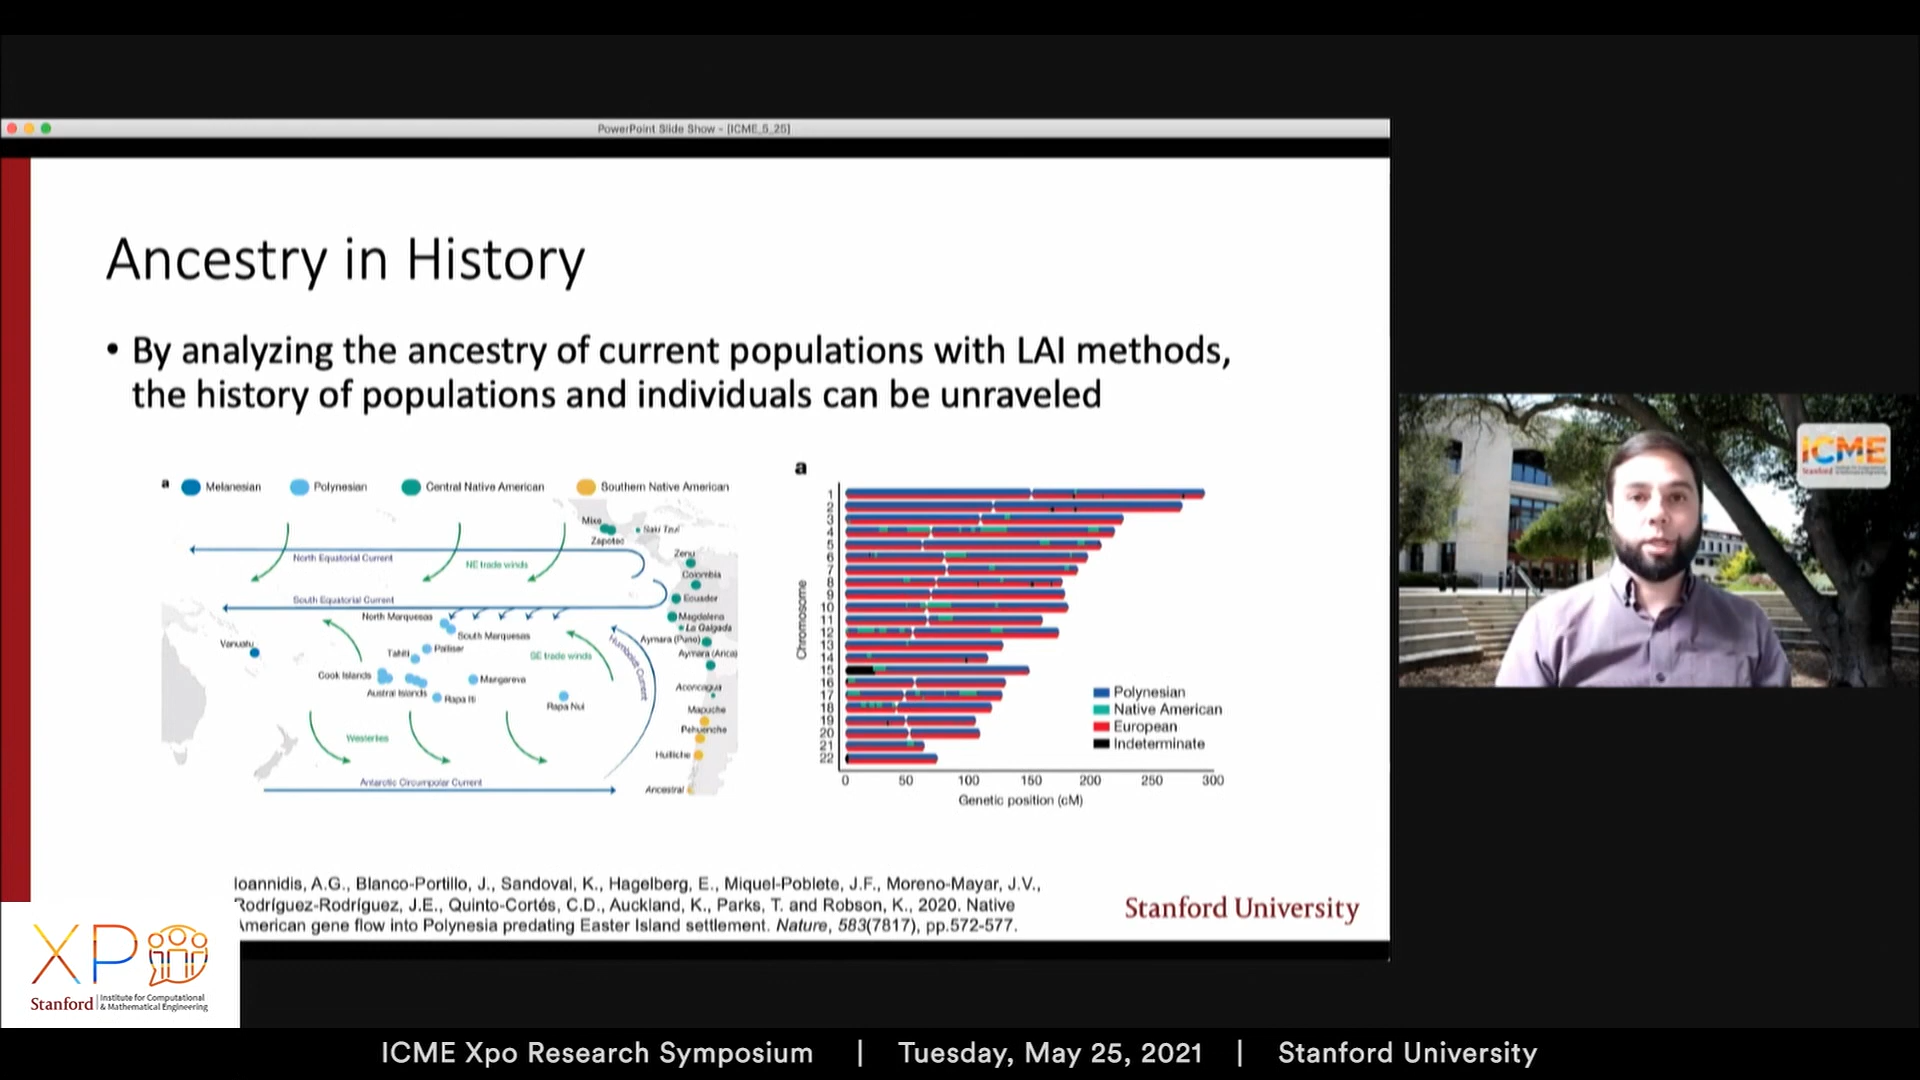 PowerPoint Slide Show - [ICME_5_25]
Ancestry in History
• By analyzing the ancestry of current populations with LAI methods,
the history of populations and individuals can be unraveled
a
Melanesian
Polynesian
Central Native American
Southern Native American
Mixe
Zapotec
Zenu
Colombia
Ecuador
Magdalena
La Galgada
Aymara (Puno)
Aymara (Arica)
Aconcagua
Mapuche
Pehuenche
Huilliche
Ancestral
North Equatorial Current
NE trade winds
South Equatorial Current
North Marquesas
South Marquesas
Vanuatu
Tahiti
Palliser
SE trade winds
Humboldt Current
Cook Islands
Mangareva
Austral Islands
Rapa Iti
Rapa Nui
Westerlies
Antarctic Circumpolar Current
a
Chromosome
1
2
3
4
5
6
7
8
9
10
11
12
13
14
15
16
17
18
19
20
21
22
Polynesian
Native American
European
Indeterminate
0 50 100 150 200 250 300
Genetic position (cM)
Ioannidis, A.G., Blanco-Portillo, J., Sandoval, K., Hagelberg, E., Miquel-Poblete, J.F., Moreno-Mayar, J.V.,
Rodríguez-Rodríguez, J.E., Quinto-Cortés, C.D., Auckland, K., Parks, T. and Robson, K., 2020. Native
American gene flow into Polynesia predating Easter Island settlement. Nature, 583(7817), pp.572-577.
Stanford University
ICME
Stanford
XPO
Stanford
Institute for Computational
& Mathematical Engineering
ICME Xpo Research Symposium | Tuesday, May 25, 2021 | Stanford University